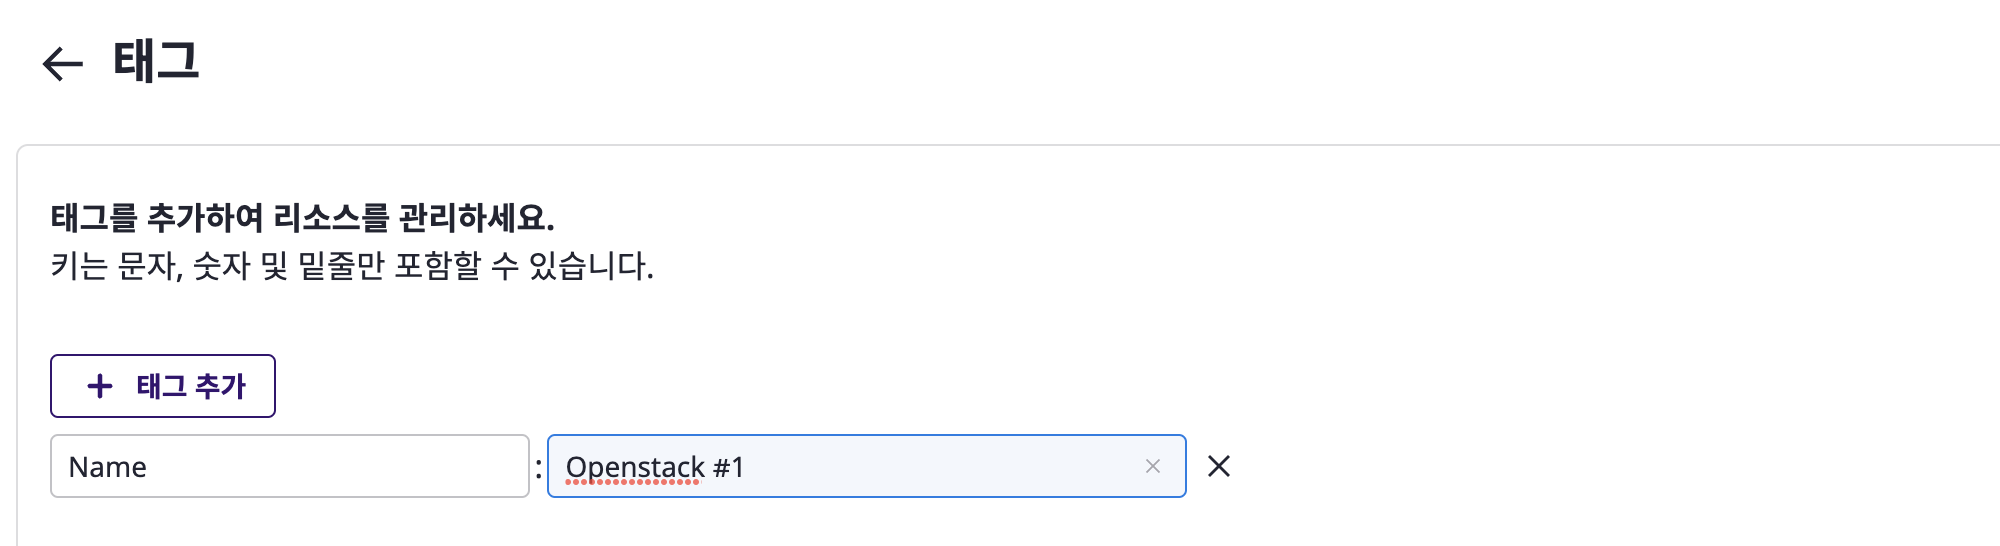 태그
태그를 추가하여 리소스를 관리하세요.
키는 문자, 숫자 및 밑줄만 포함할 수 있습니다.
+ 태그 추가
Name : Openstack #1